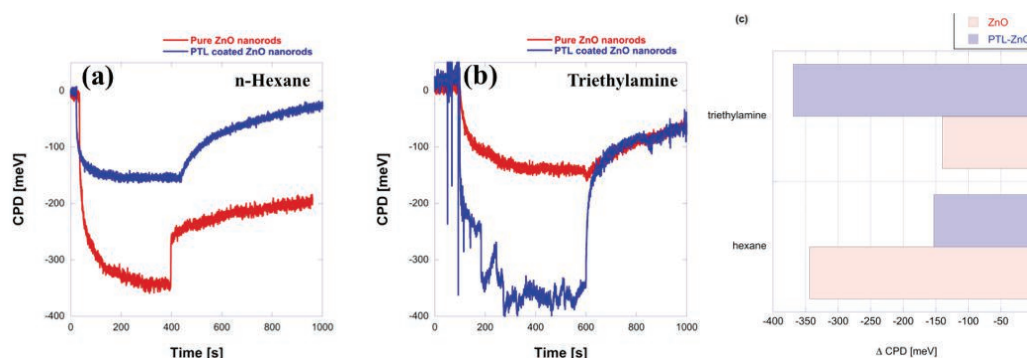 Pure ZnO nanorods
PTL coated ZnO nanorods
(a)
n-Hexane
0
-100
-200
-300
-400
CPD [meV]
0
200
400
600
800
1000
Time [s]
Pure ZnO nanorods
PTL coated ZnO nanorods
(b)
Triethylamine
0
-100
-200
-300
-400
CPD [meV]
0
200
400
600
800
1000
Time [s]
(c)
ZnO
PTL-ZnO
triethylamine
hexane
-400
-350
-300
-250
-200
-150
-100
-50
Δ CPD [meV]